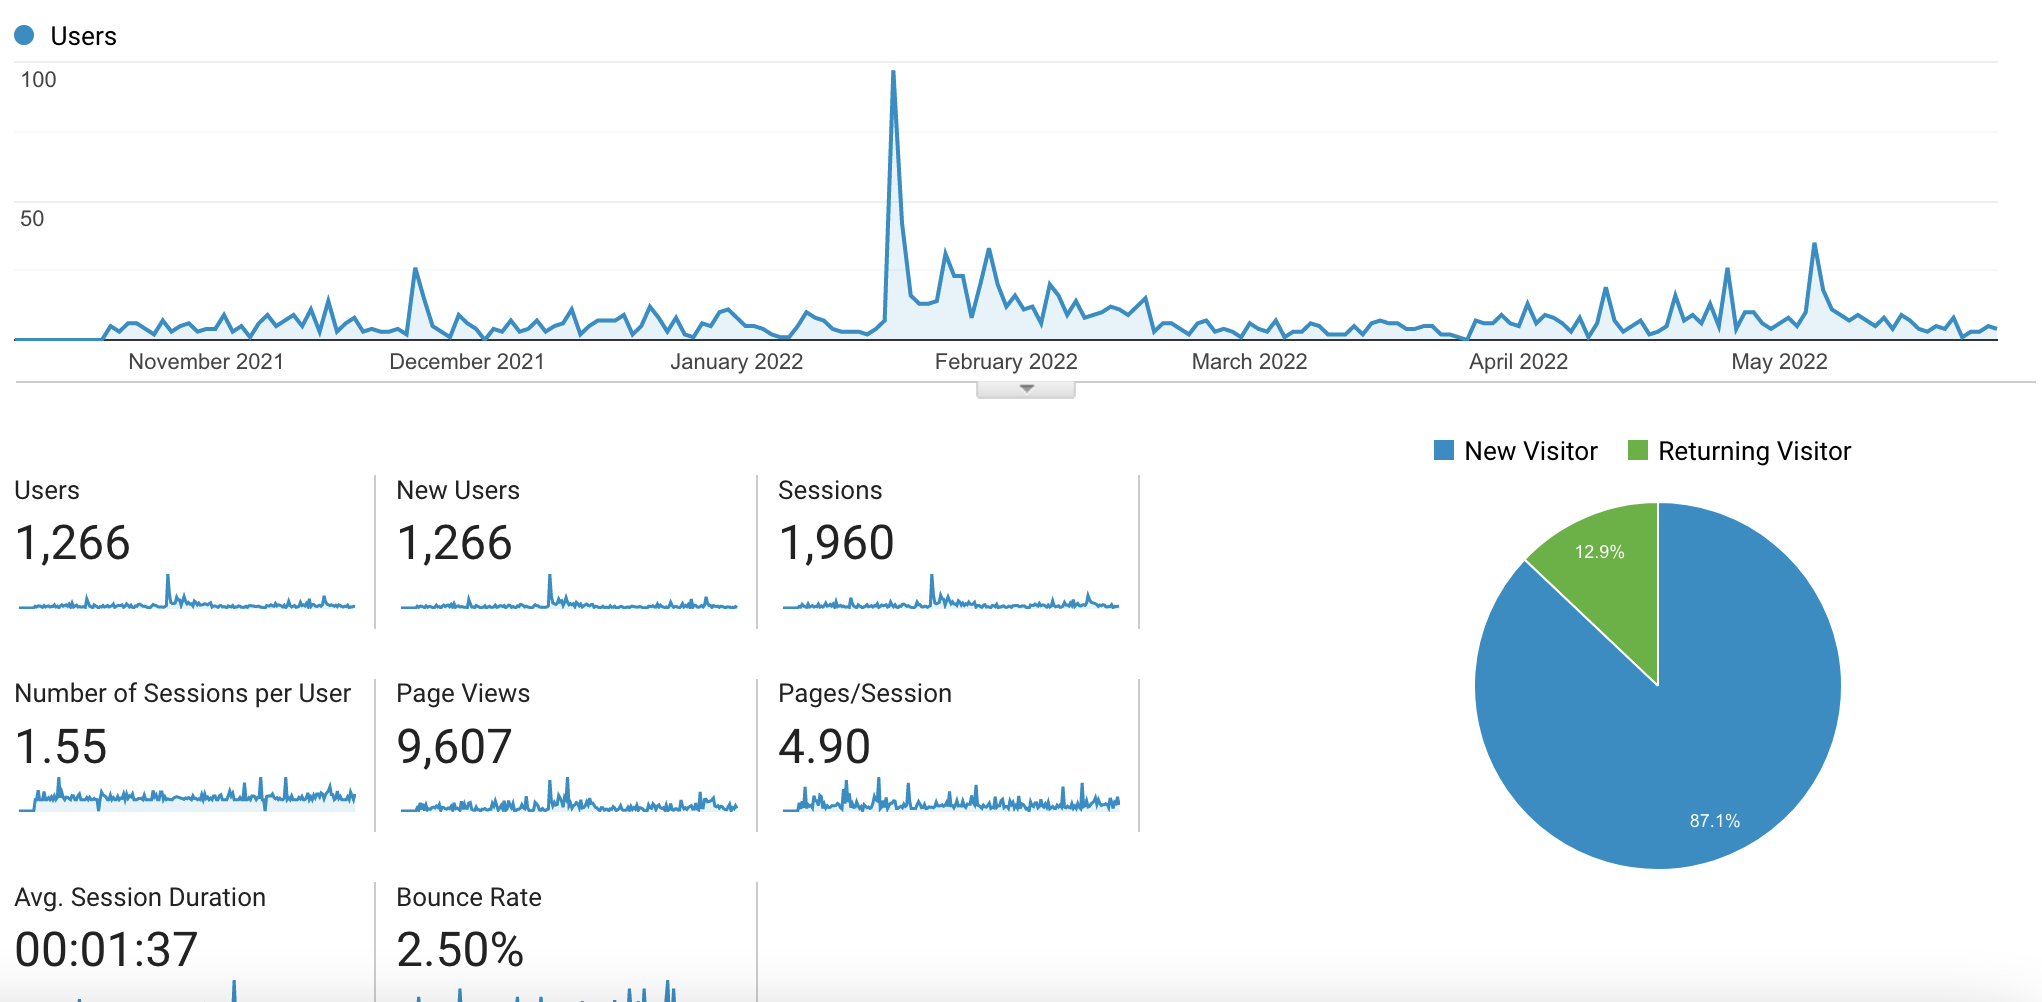 Users
100
50
November 2021 December 2021 January 2022 February 2022 March 2022 April 2022 May 2022
New Visitor Returning Visitor
Users New Users Sessions
1,266 1,266 1,960
12.9%
Number of Sessions per User Page Views Pages/Session
1.55 9,607 4.90
87.1%
Avg. Session Duration Bounce Rate
00:01:37 2.50%